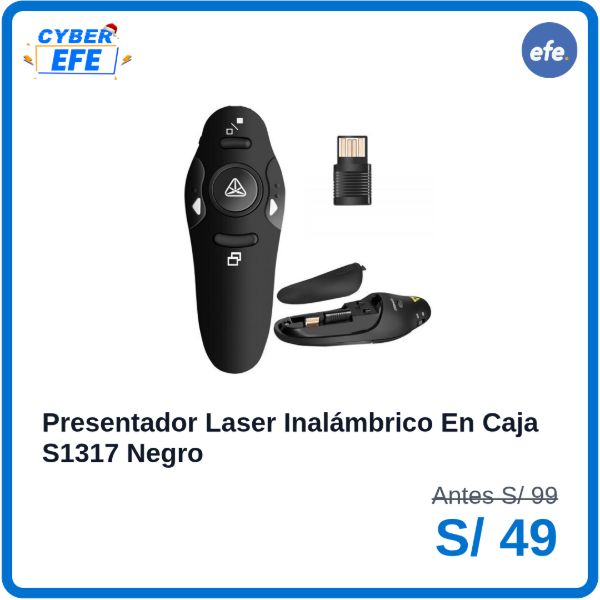 CYBER
EFE
efe.
Presentador Laser Inalámbrico En Caja
S1317 Negro
Antes S/ 99
S/ 49